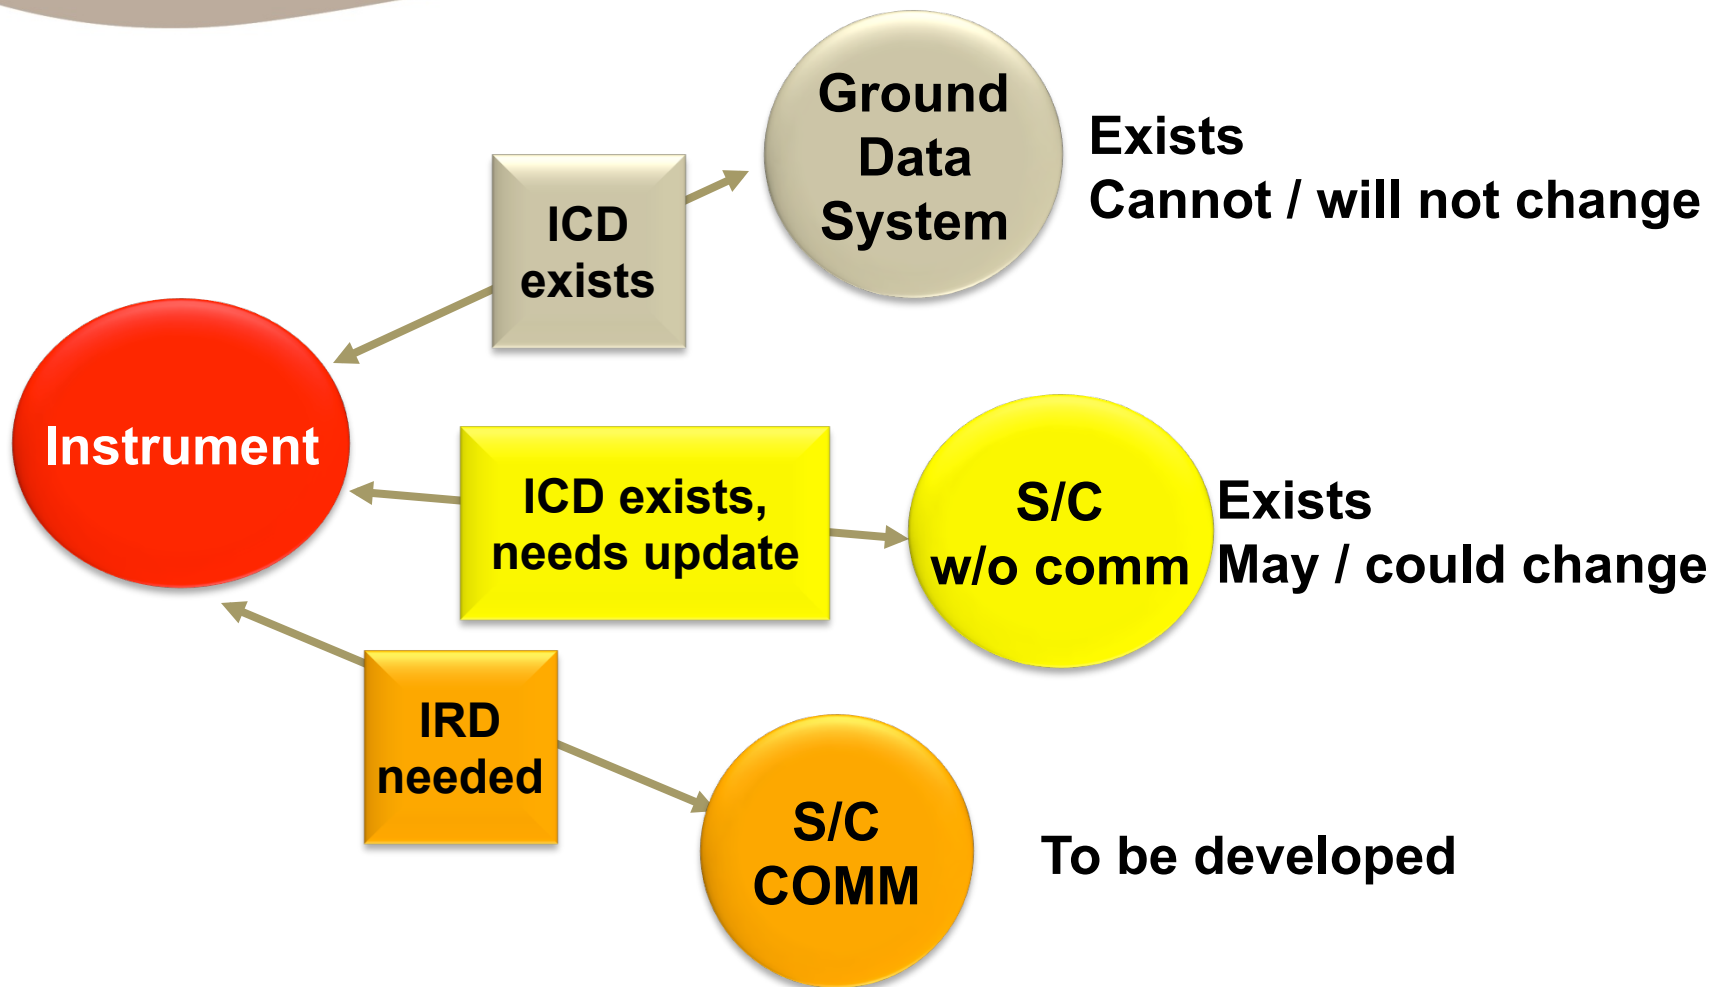 Ground
Data
System
Exists
Cannot / will not change
ICD
exists
Instrument
ICD exists,
needs update
S/C
w/o comm
Exists
May / could change
IRD
needed
S/C
COMM
To be developed